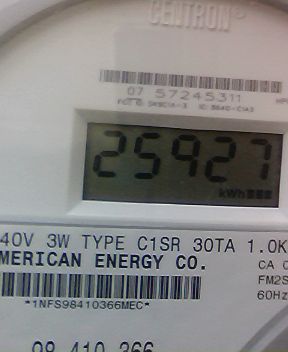 CENTRON®
07 57245311
25927
kWh
40V 3W TYPE C1SR 30TA 1.0K
MERICAN ENERGY CO.
CA 0
FM2S
60Hz
*1NFS98410366MEC*
98 410 366